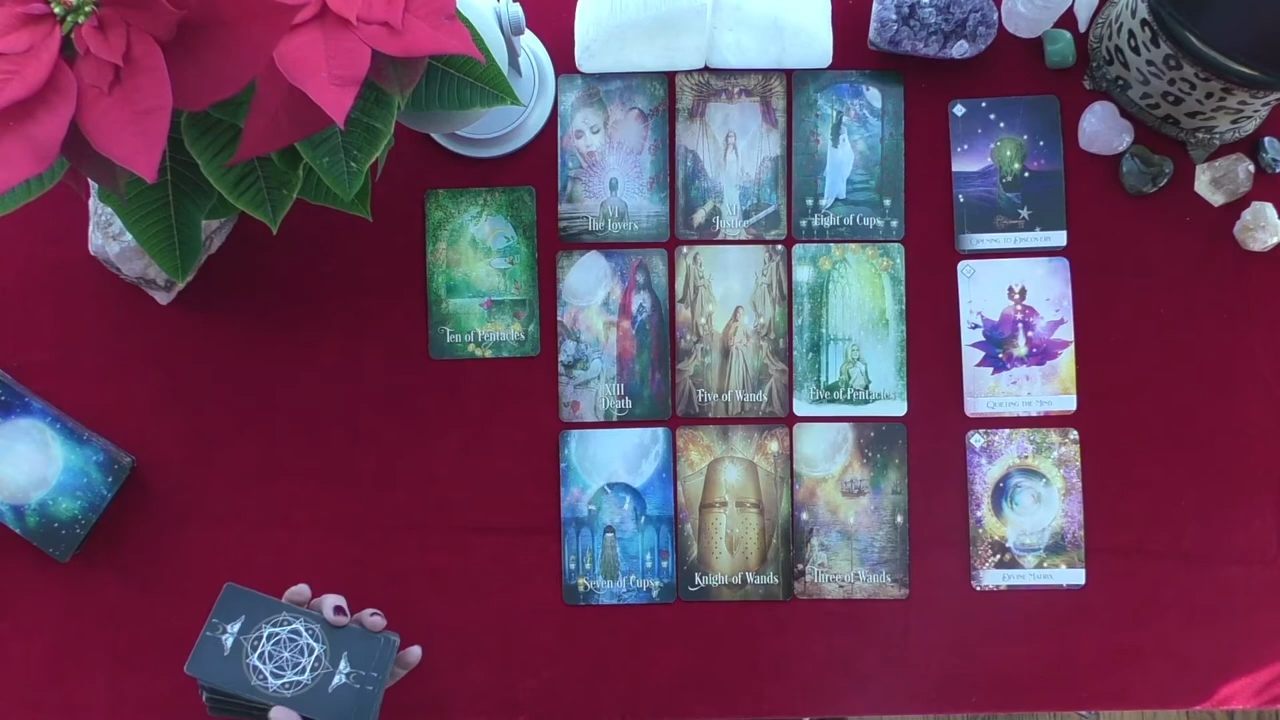 VI
The Lovers
XI
Justice
Eight of Cups
Opening to Discovery
Ten of Pentacles
XIII
Death
Five of Wands
Five of Pentacles
Quieting the Mind
Seven of Cups
Knight of Wands
Three of Wands
Divine Matrix